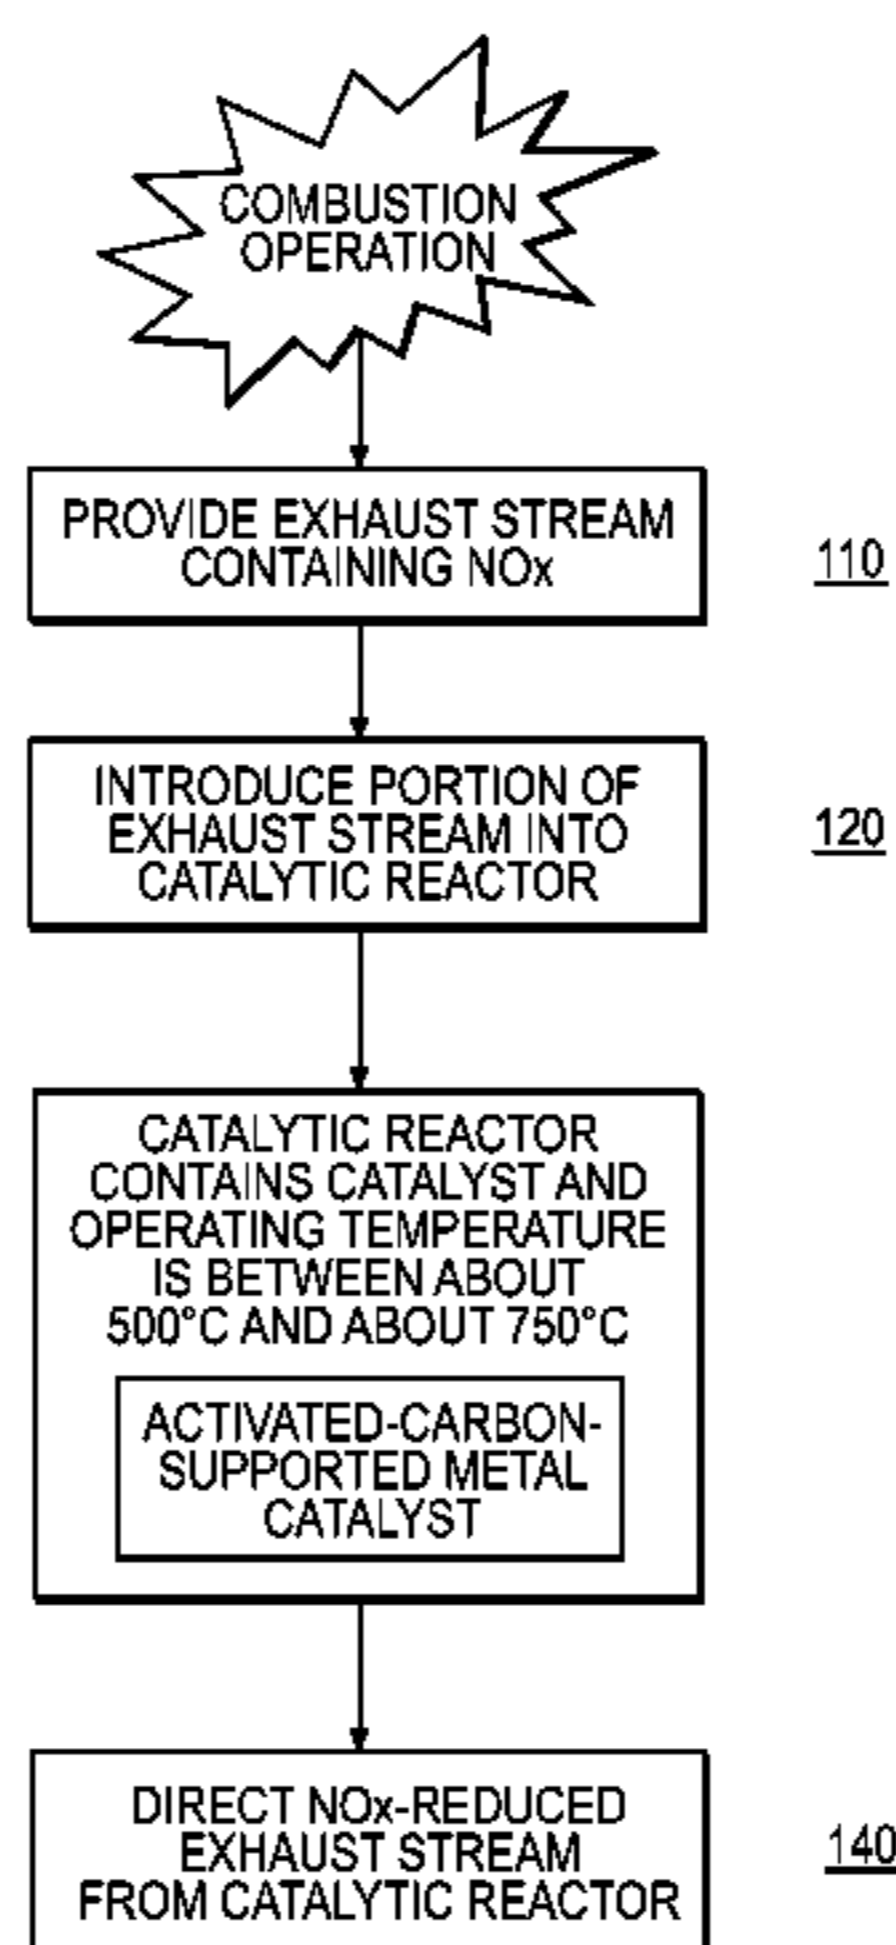 COMBUSTION
OPERATION
PROVIDE EXHAUST STREAM
CONTAINING NOx
110
INTRODUCE PORTION OF
EXHAUST STREAM INTO
CATALYTIC REACTOR
120
CATALYTIC REACTOR
CONTAINS CATALYST AND
OPERATING TEMPERATURE
IS BETWEEN ABOUT
500°C AND ABOUT 750°C
ACTIVATED-CARBON-
SUPPORTED METAL
CATALYST
DIRECT NOx-REDUCED
EXHAUST STREAM
FROM CATALYTIC REACTOR
140